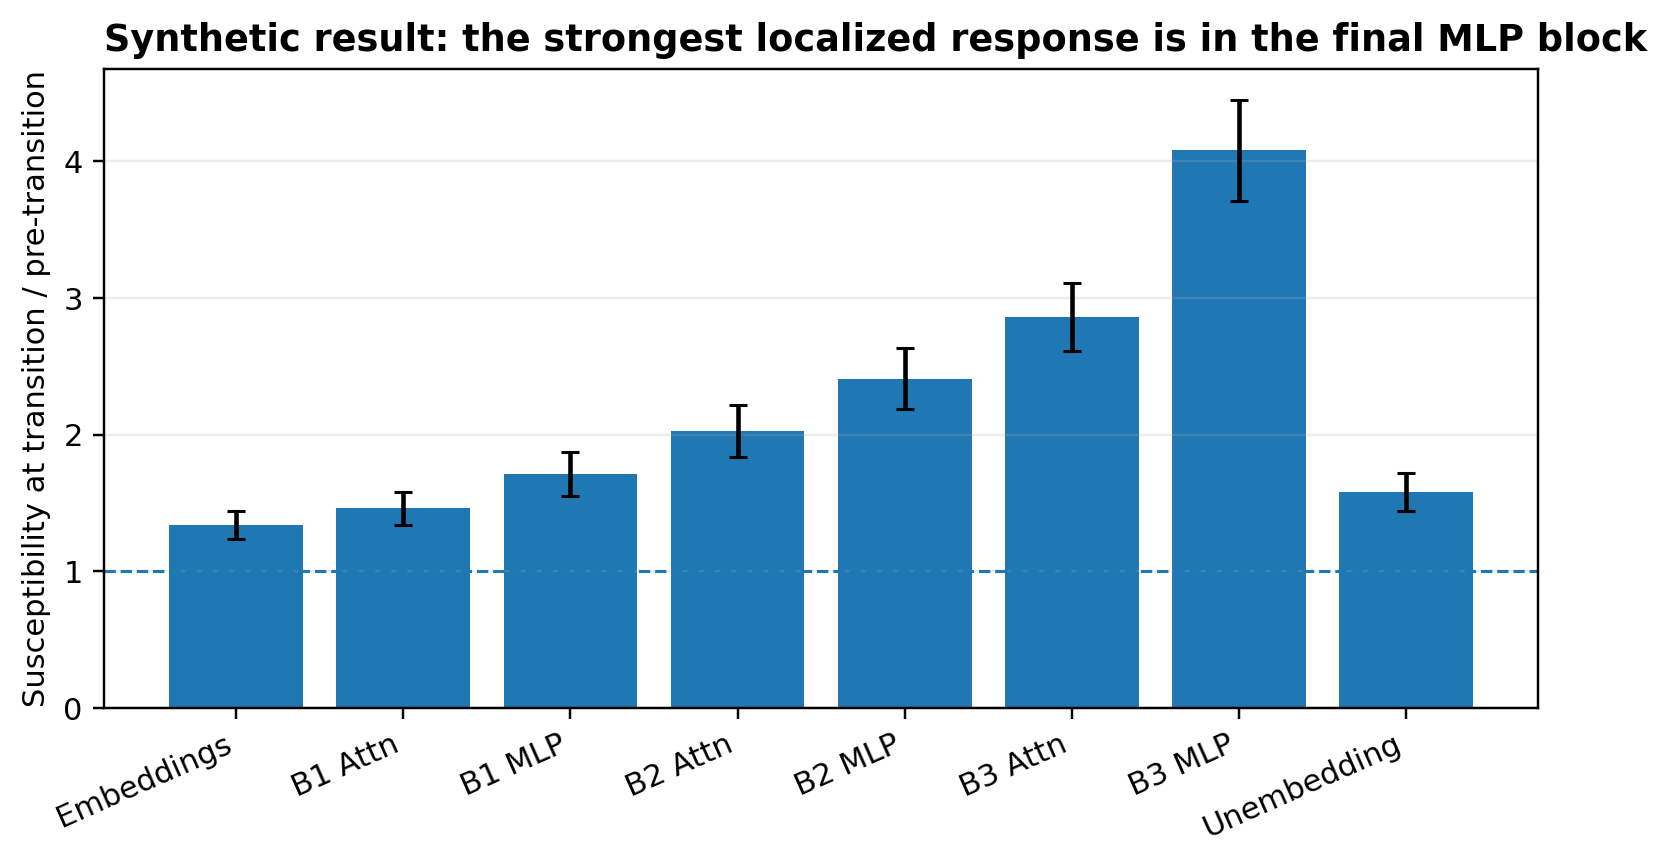 Synthetic result: the strongest localized response is in the final MLP block
Susceptibility at transition / pre-transition
4
3
2
1
0
Embeddings
B1 Attn
B1 MLP
B2 Attn
B2 MLP
B3 Attn
B3 MLP
Unembedding